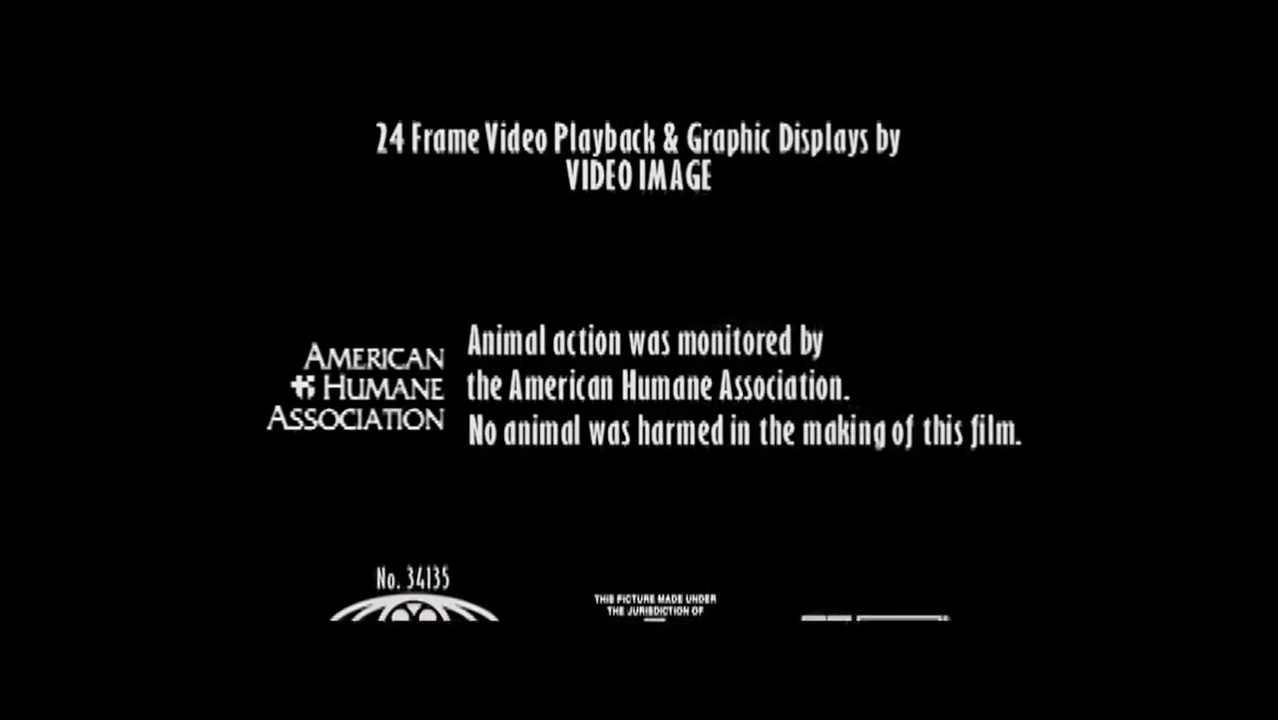 24 Frame Video Playback & Graphic Displays by
VIDEO IMAGE
AMERICAN
HUMANE
ASSOCIATION
Animal action was monitored by
the American Humane Association.
No animal was harmed in the making of this film.
No. 34135
THIS PICTURE MADE UNDER
THE JURISDICTION OF